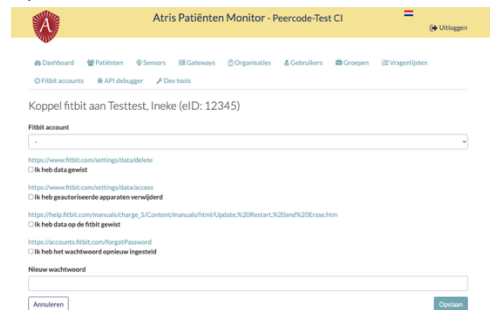 A
Atris Patiënten Monitor - Peercode-Test CI
Uitloggen
Dashboard Patiënten Sensors Gateways Organisaties Gebruikers Groepen Vragenlijsten
Fitbit accounts API debugger Dev tools
Koppel fitbit aan Testtest, Ineke (eID: 12345)
Fitbit account
-
https://www.fitbit.com/settings/data/delete
Ik heb data gewist
https://www.fitbit.com/settings/data/access
Ik heb geautoriseerde apparaten verwijderd
https://help.fitbit.com/manuals/charge_5/Content/manuals/html/Update,%20Restart,%20and%20Erase.htm
Ik heb data op de fitbit gewist
https://accounts.fitbit.com/forgotPassword
Ik heb het wachtwoord opnieuw ingesteld
Nieuw wachtwoord
Annuleren Opslaan